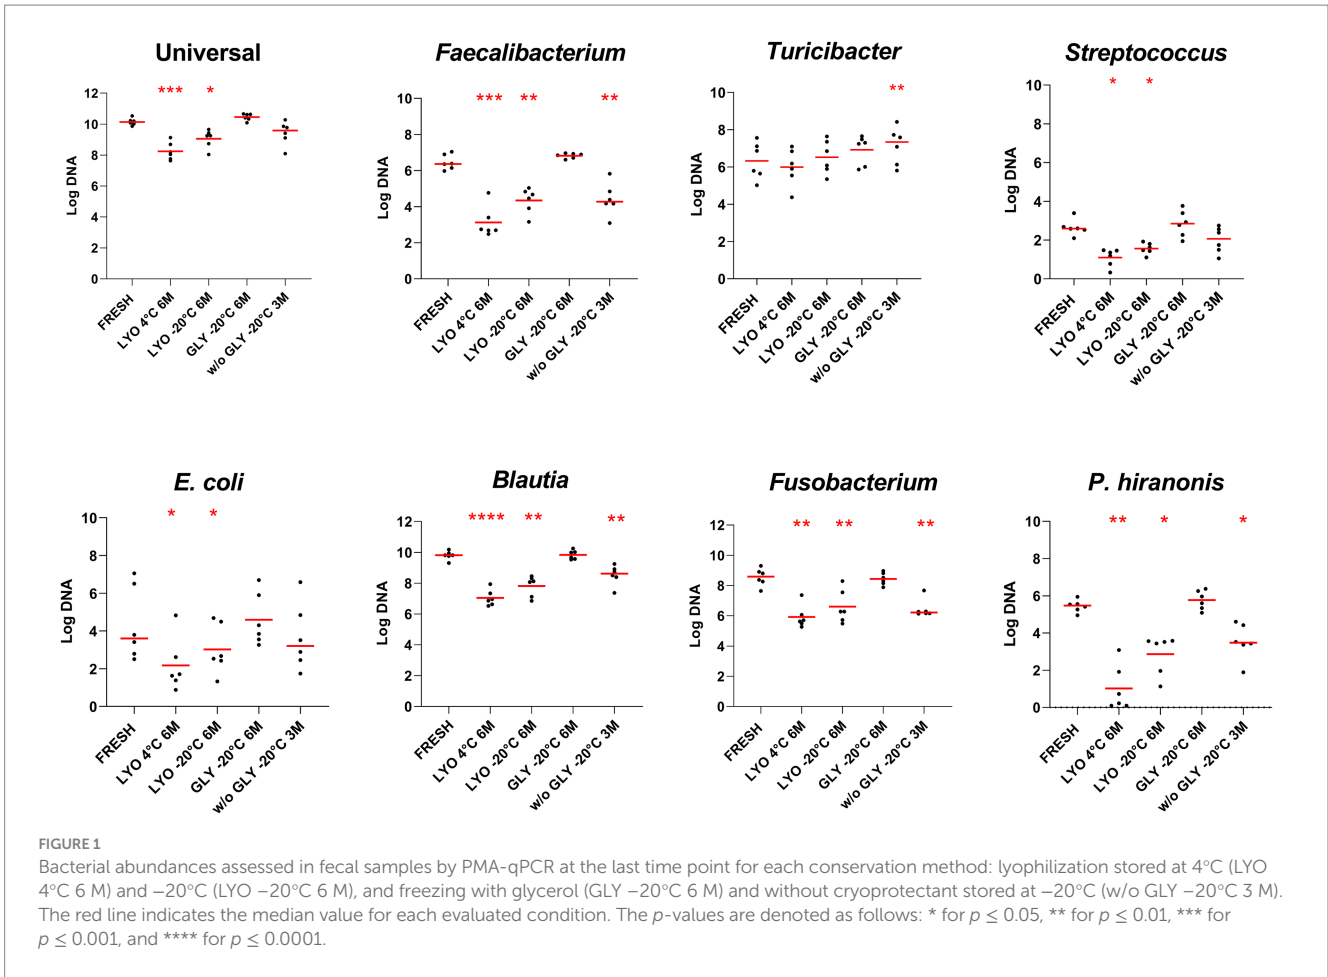 Universal
Faecalibacterium
Turicibacter
Streptococcus
*** *
*** ** **
**
* *
Log DNA
12
10
8
6
4
2
0
FRESH
LYO 4°C 6M
LYO -20°C 6M
GLY -20°C 6M
w/o GLY -20°C 3M
Log DNA
10
8
6
4
2
0
FRESH
LYO 4°C 6M
LYO -20°C 6M
GLY -20°C 6M
w/o GLY -20°C 3M
Log DNA
10
8
6
4
2
0
FRESH
LYO 4°C 6M
LYO -20°C 6M
GLY -20°C 6M
w/o GLY -20°C 3M
Log DNA
10
8
6
4
2
0
FRESH
LYO 4°C 6M
LYO -20°C 6M
GLY -20°C 6M
w/o GLY -20°C 3M
E. coli
Blautia
Fusobacterium
P. hiranonis
* *
**** ** **
** ** **
** * *
Log DNA
10
8
6
4
2
0
FRESH
LYO 4°C 6M
LYO -20°C 6M
GLY -20°C 6M
w/o GLY -20°C 3M
Log DNA
12
10
8
6
4
2
0
FRESH
LYO 4°C 6M
LYO -20°C 6M
GLY -20°C 6M
w/o GLY -20°C 3M
Log DNA
12
10
8
6
4
2
0
FRESH
LYO 4°C 6M
LYO -20°C 6M
GLY -20°C 6M
w/o GLY -20°C 3M
Log DNA
10
8
6
4
2
0
FRESH
LYO 4°C 6M
LYO -20°C 6M
GLY -20°C 6M
w/o GLY -20°C 3M
FIGURE 1
Bacterial abundances assessed in fecal samples by PMA-qPCR at the last time point for each conservation method: lyophilization stored at 4°C (LYO
4°C 6 M) and −20°C (LYO −20°C 6 M), and freezing with glycerol (GLY −20°C 6 M) and without cryoprotectant stored at −20°C (w/o GLY −20°C 3 M).
The red line indicates the median value for each evaluated condition. The p-values are denoted as follows: * for p ≤ 0.05, ** for p ≤ 0.01, *** for
p ≤ 0.001, and **** for p ≤ 0.0001.